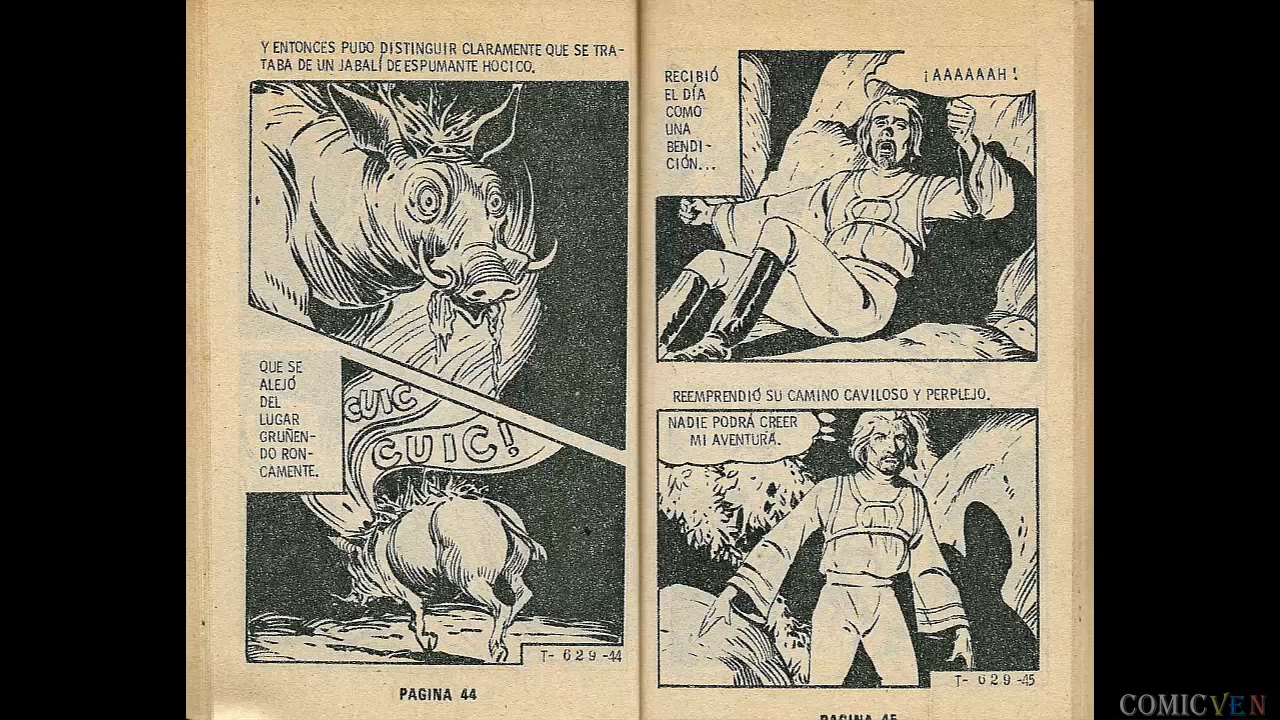 Y ENTONCES PUDO DISTINGUIR CLARAMENTE QUE SE TRA-
TABA DE UN JABALÍ DE ESPUMANTE HOCICO.
QUE SE
ALEJÓ
DEL
LUGAR
GRUÑEN-
DO RON-
CAMENTE.
CUIC
CUIC!
T- 629-44
PAGINA 44
RECIBIÓ
EL DÍA
COMO
UNA
BENDI-
CIÓN...
¡AAAAAAH!
REEMPRENDIÓ SU CAMINO CAVILOSO Y PERPLEJO.
NADIE PODRÁ CREER
MI AVENTURA.
T- 629-45
PAGINA 45
COMICVEN